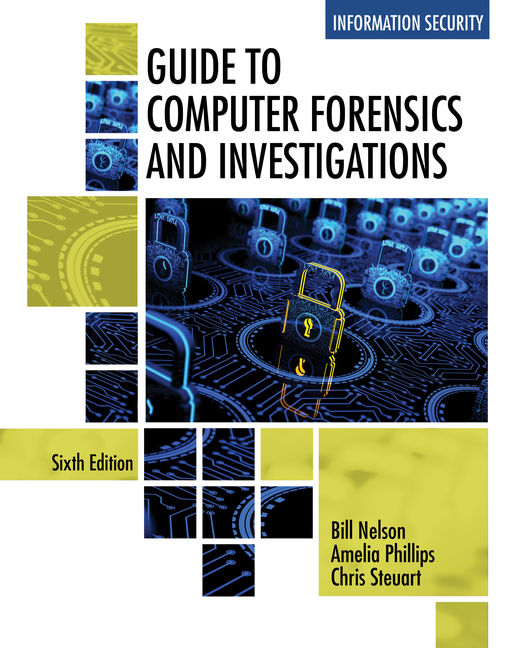 INFORMATION SECURITY
GUIDE TO
COMPUTER FORENSICS
AND INVESTIGATIONS
Sixth Edition
Bill Nelson
Amelia Phillips
Chris Steuart